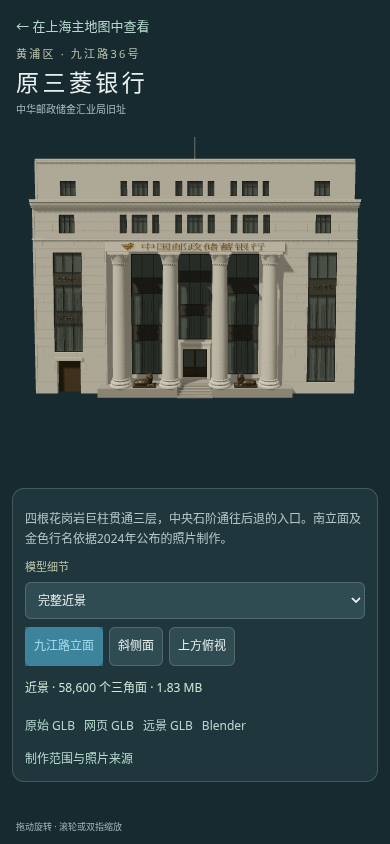 ← 在上海主地图中查看
黄浦区 · 九江路36号
原三菱银行
中华邮政储金汇业局旧址
中国邮政储蓄银行
四根花岗岩巨柱贯通三层，中央石阶通往后退的入口。南立面及
金色行名依据2024年公布的照片制作。
模型细节
完整近景
九江路立面 斜侧面 上方俯视
近景 · 58,600 个三角面 · 1.83 MB
原始 GLB 网页 GLB 远景 GLB Blender
制作范围与照片来源
拖动旋转 · 滚轮或双指缩放